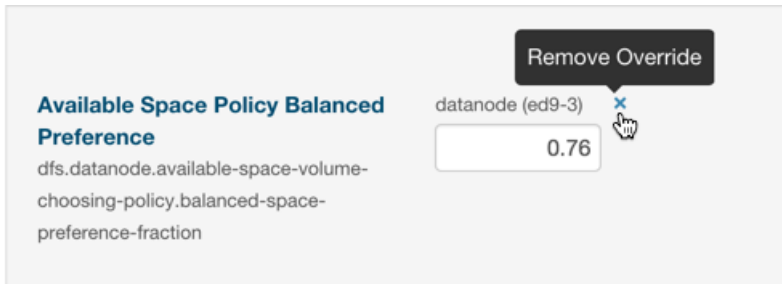 Remove Override
Available Space Policy Balanced
Preference
dfs.datanode.available-space-volume-
choosing-policy.balanced-space-
preference-fraction
datanode (ed9-3) ×
0.76